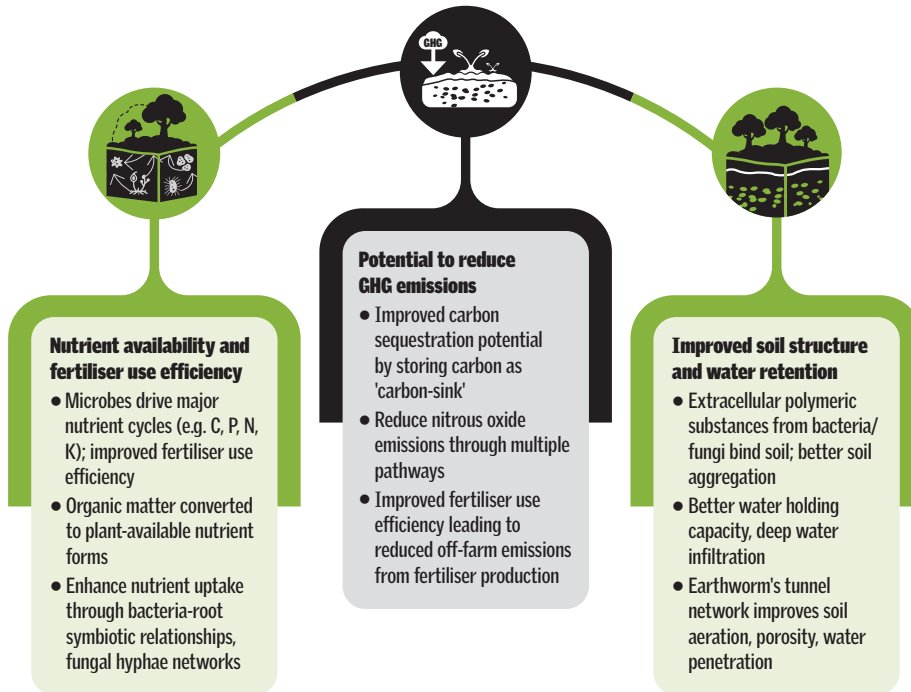 GHG
Nutrient availability and
fertiliser use efficiency
• Microbes drive major
nutrient cycles (e.g. C, P, N,
K); improved fertiliser use
efficiency
• Organic matter converted
to plant-available nutrient
forms
• Enhance nutrient uptake
through bacteria-root
symbiotic relationships,
fungal hyphae networks
Potential to reduce
GHG emissions
• Improved carbon
sequestration potential
by storing carbon as
'carbon-sink'
• Reduce nitrous oxide
emissions through multiple
pathways
• Improved fertiliser use
efficiency leading to
reduced off-farm emissions
from fertiliser production
Improved soil structure
and water retention
• Extracellular polymeric
substances from bacteria/
fungi bind soil; better soil
aggregation
• Better water holding
capacity, deep water
infiltration
• Earthworm's tunnel
network improves soil
aeration, porosity, water
penetration